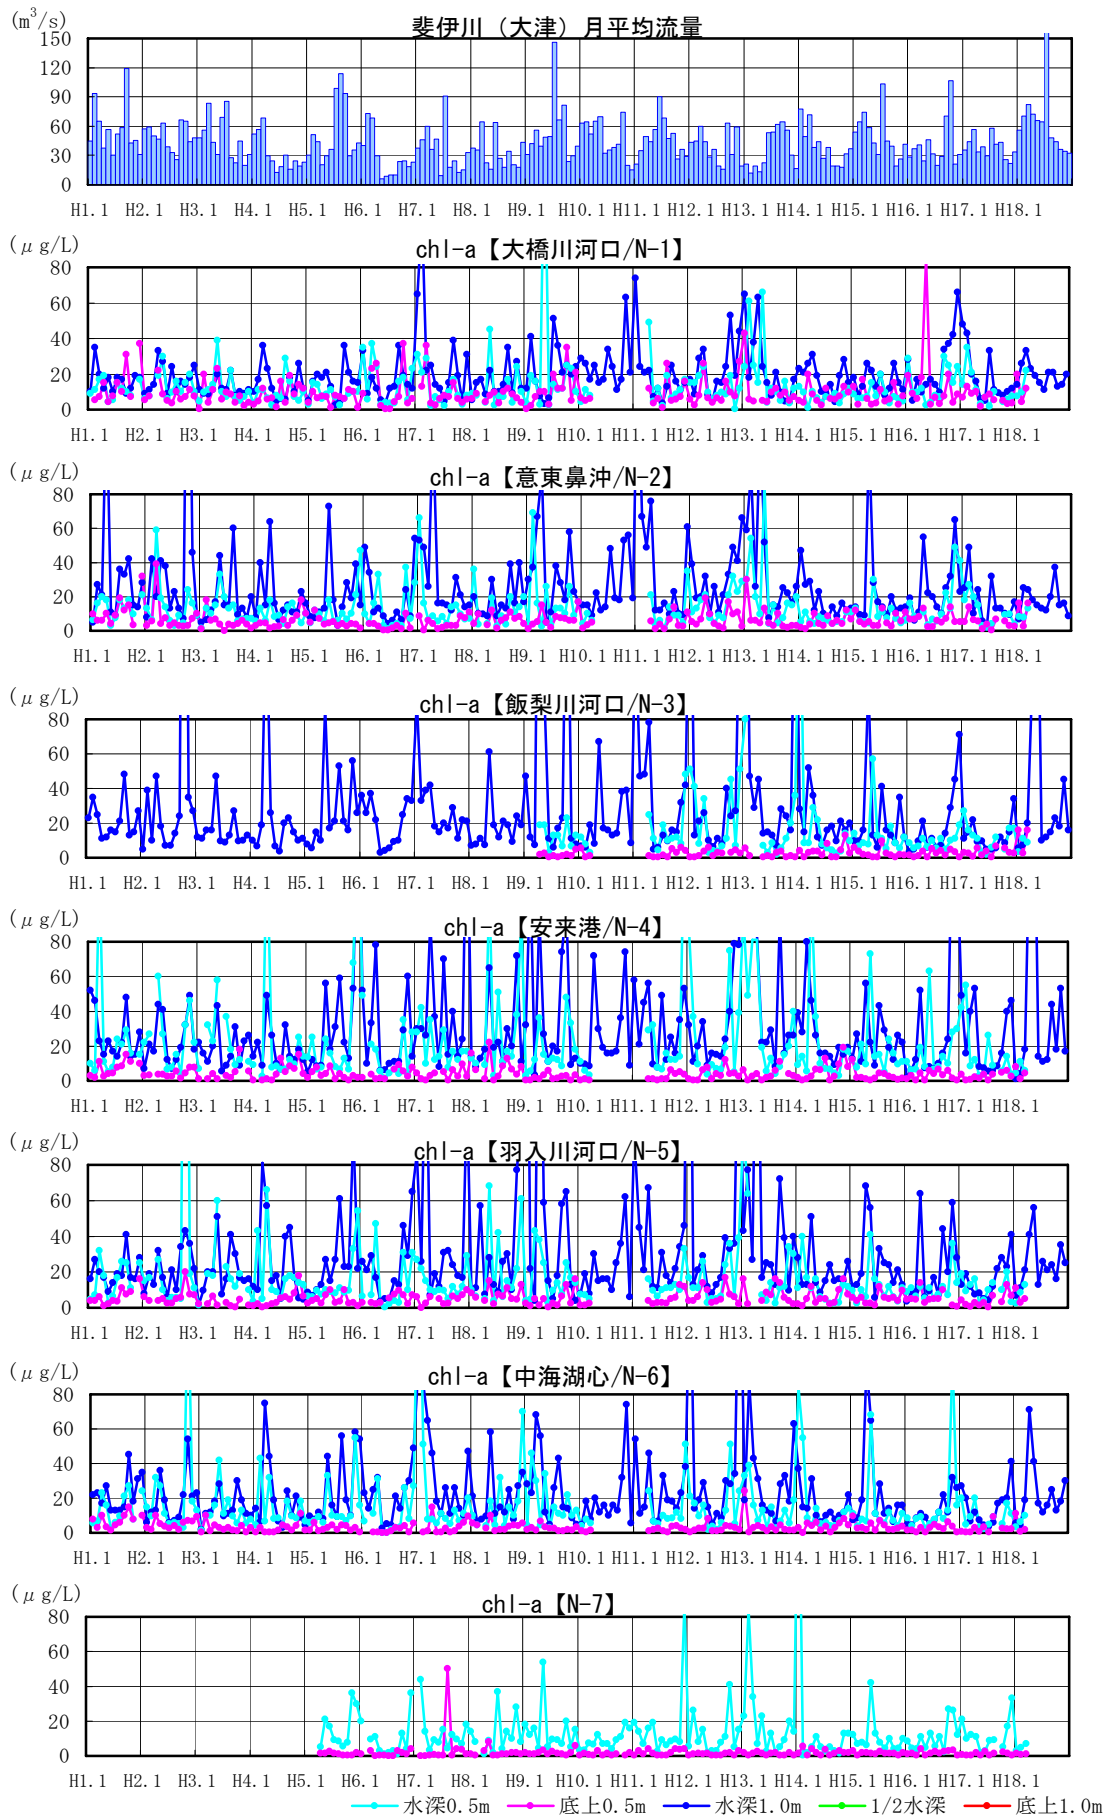 (m³/s)
斐伊川（大津）月平均流量
150
120
90
60
30
0
H1.1 H2.1 H3.1 H4.1 H5.1 H6.1 H7.1 H8.1 H9.1 H10.1 H11.1 H12.1 H13.1 H14.1 H15.1 H16.1 H17.1 H18.1
(μg/L)
chl-a【大橋川河口/N-1】
80
60
40
20
0
H1.1 H2.1 H3.1 H4.1 H5.1 H6.1 H7.1 H8.1 H9.1 H10.1 H11.1 H12.1 H13.1 H14.1 H15.1 H16.1 H17.1 H18.1
(μg/L)
chl-a【意東鼻沖/N-2】
80
60
40
20
0
H1.1 H2.1 H3.1 H4.1 H5.1 H6.1 H7.1 H8.1 H9.1 H10.1 H11.1 H12.1 H13.1 H14.1 H15.1 H16.1 H17.1 H18.1
(μg/L)
chl-a【飯梨川河口/N-3】
80
60
40
20
0
H1.1 H2.1 H3.1 H4.1 H5.1 H6.1 H7.1 H8.1 H9.1 H10.1 H11.1 H12.1 H13.1 H14.1 H15.1 H16.1 H17.1 H18.1
(μg/L)
chl-a【安来港/N-4】
80
60
40
20
0
H1.1 H2.1 H3.1 H4.1 H5.1 H6.1 H7.1 H8.1 H9.1 H10.1 H11.1 H12.1 H13.1 H14.1 H15.1 H16.1 H17.1 H18.1
(μg/L)
chl-a【羽入川河口/N-5】
80
60
40
20
0
H1.1 H2.1 H3.1 H4.1 H5.1 H6.1 H7.1 H8.1 H9.1 H10.1 H11.1 H12.1 H13.1 H14.1 H15.1 H16.1 H17.1 H18.1
(μg/L)
chl-a【中海湖心/N-6】
80
60
40
20
0
H1.1 H2.1 H3.1 H4.1 H5.1 H6.1 H7.1 H8.1 H9.1 H10.1 H11.1 H12.1 H13.1 H14.1 H15.1 H16.1 H17.1 H18.1
(μg/L)
chl-a【N-7】
80
60
40
20
0
H1.1 H2.1 H3.1 H4.1 H5.1 H6.1 H7.1 H8.1 H9.1 H10.1 H11.1 H12.1 H13.1 H14.1 H15.1 H16.1 H17.1 H18.1
水深0.5m 底上0.5m 水深1.0m 1/2水深 底上1.0m